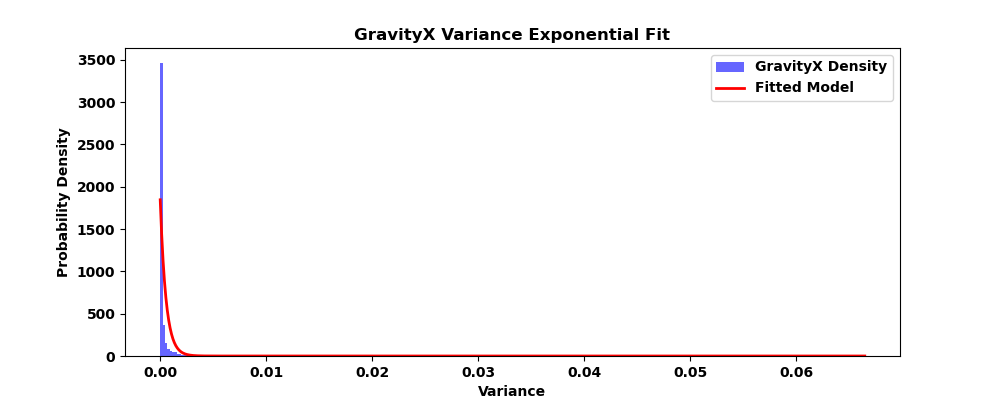 GravityX Variance Exponential Fit
GravityX Density
Fitted Model
Probability Density
3500
3000
2500
2000
1500
1000
500
0
0.00 0.01 0.02 0.03 0.04 0.05 0.06
Variance